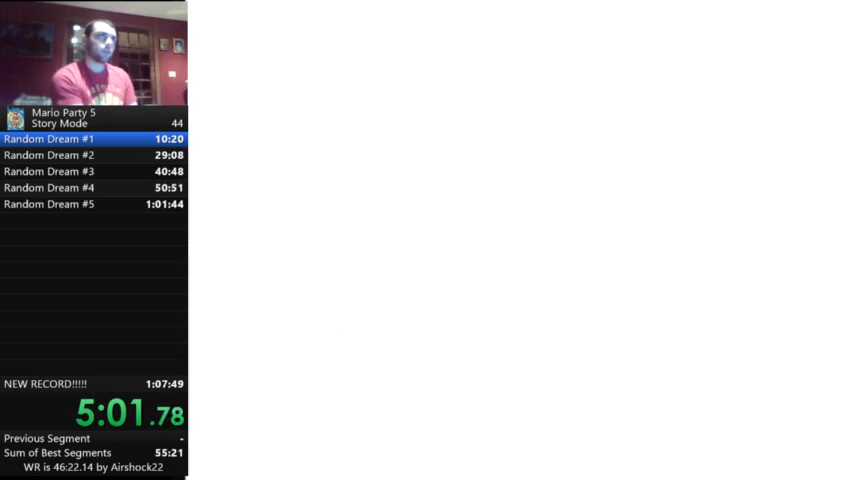 Mario Party 5
Story Mode 44
Random Dream #1 10:20
Random Dream #2 29:08
Random Dream #3 40:48
Random Dream #4 50:51
Random Dream #5 1:01:44
NEW RECORD!!!!! 1:07:49
5:01.78
Previous Segment -
Sum of Best Segments 55:21
WR is 46:22.14 by Airshock22